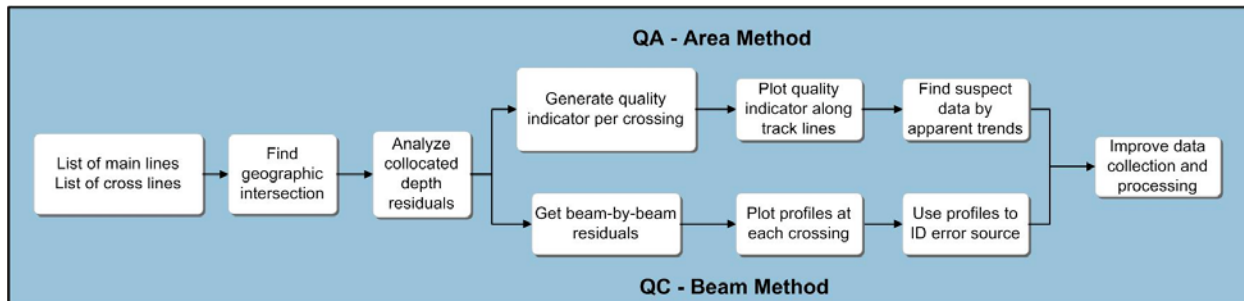 QA - Area Method
List of main lines
List of cross lines
Find
geographic
intersection
Analyze
collocated
depth
residuals
Generate quality
indicator per crossing
Plot quality
indicator along
track lines
Find suspect
data by
apparent trends
Get beam-by-beam
residuals
Plot profiles at
each crossing
Use profiles to
ID error source
Improve data
collection and
processing
QC - Beam Method